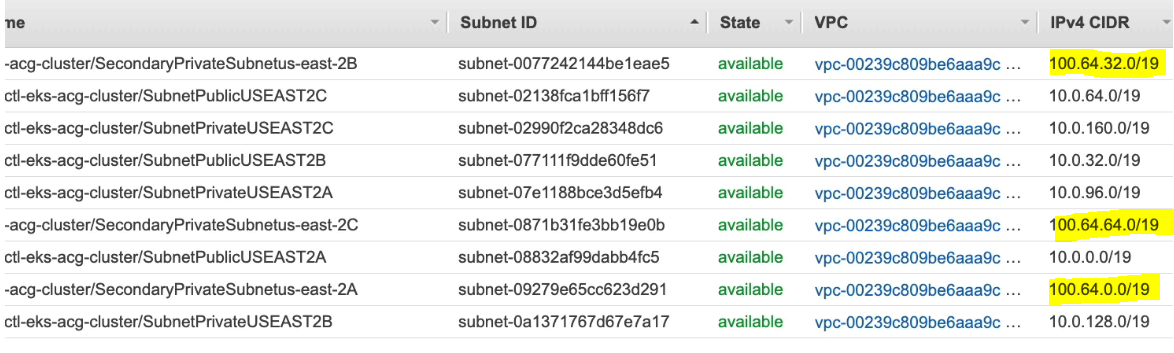 me Subnet ID State VPC IPv4 CIDR
-acg-cluster/SecondaryPrivateSubnetus-east-2B subnet-0077242144be1eae5 available vpc-00239c809be6aaa9c ... 100.64.32.0/19
ctl-eks-acg-cluster/SubnetPublicUSEAST2C subnet-02138fca1bff156f7 available vpc-00239c809be6aaa9c ... 10.0.64.0/19
ctl-eks-acg-cluster/SubnetPrivateUSEAST2C subnet-02990f2ca28348dc6 available vpc-00239c809be6aaa9c ... 10.0.160.0/19
ctl-eks-acg-cluster/SubnetPublicUSEAST2B subnet-077111f9dde60fe51 available vpc-00239c809be6aaa9c ... 10.0.32.0/19
ctl-eks-acg-cluster/SubnetPrivateUSEAST2A subnet-07e1188bce3d5efb4 available vpc-00239c809be6aaa9c ... 10.0.96.0/19
-acg-cluster/SecondaryPrivateSubnetus-east-2C subnet-0871b31fe3bb19e0b available vpc-00239c809be6aaa9c ... 100.64.64.0/19
ctl-eks-acg-cluster/SubnetPublicUSEAST2A subnet-08832af99dabb4fc5 available vpc-00239c809be6aaa9c ... 10.0.0.0/19
-acg-cluster/SecondaryPrivateSubnetus-east-2A subnet-09279e65cc623d291 available vpc-00239c809be6aaa9c ... 100.64.0.0/19
ctl-eks-acg-cluster/SubnetPrivateUSEAST2B subnet-0a1371767d67e7a17 available vpc-00239c809be6aaa9c ... 10.0.128.0/19